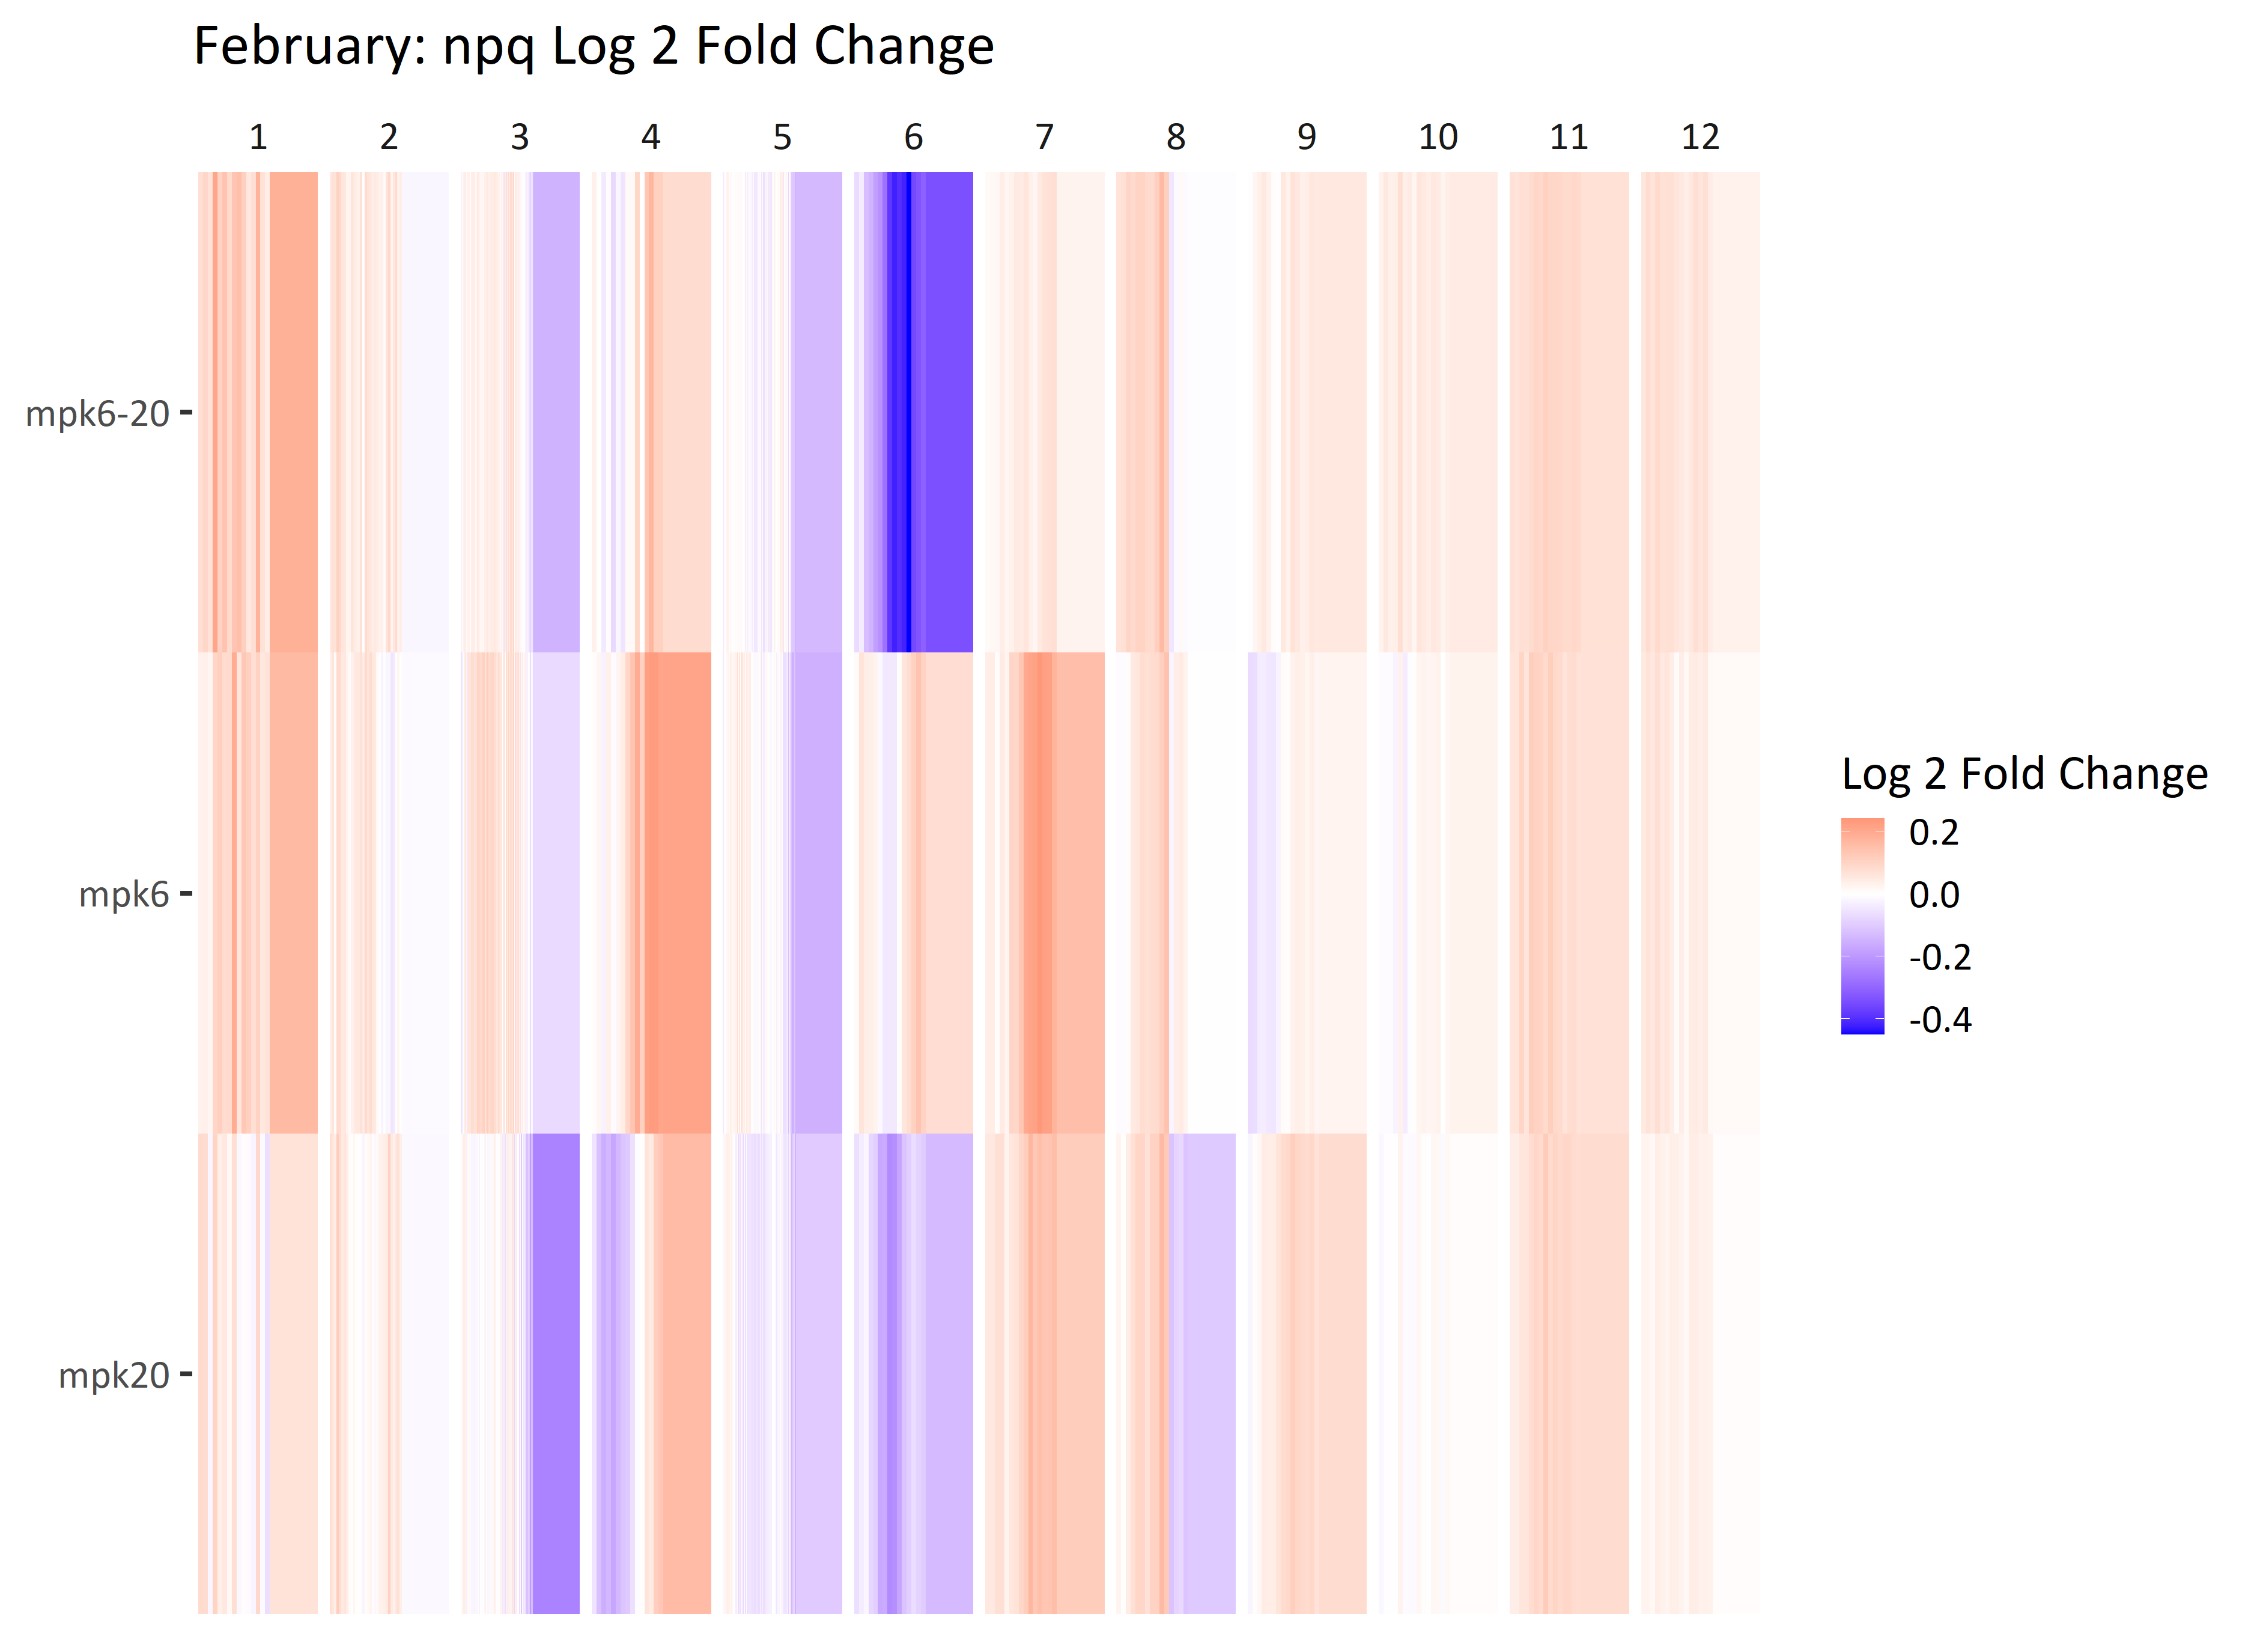 February: npq Log 2 Fold Change
1 2 3 4 5 6 7 8 9 10 11 12
mpk6-20
mpk6
mpk20
Log 2 Fold Change
0.2
0.0
-0.2
-0.4